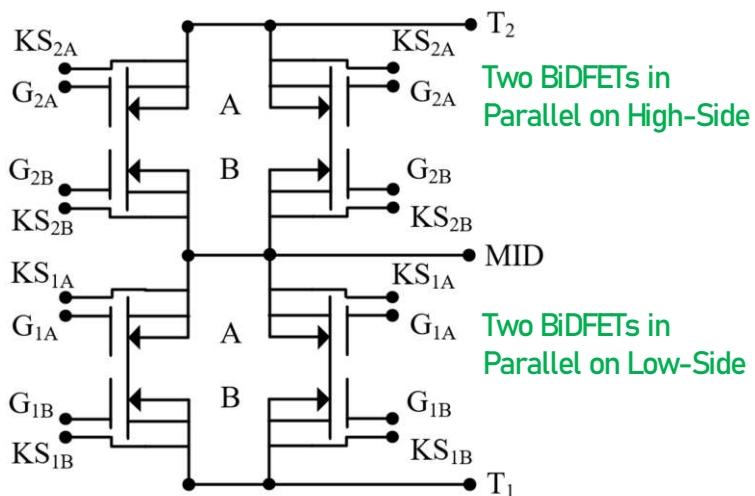 T₂
KS₂A KS₂A
G₂A A G₂A
Two BiDFETs in
Parallel on High-Side
B
G₂B G₂B
KS₂B KS₂B
MID
KS₁A KS₁A
G₁A A G₁A
Two BiDFETs in
Parallel on Low-Side
B
G₁B G₁B
KS₁B KS₁B
T₁